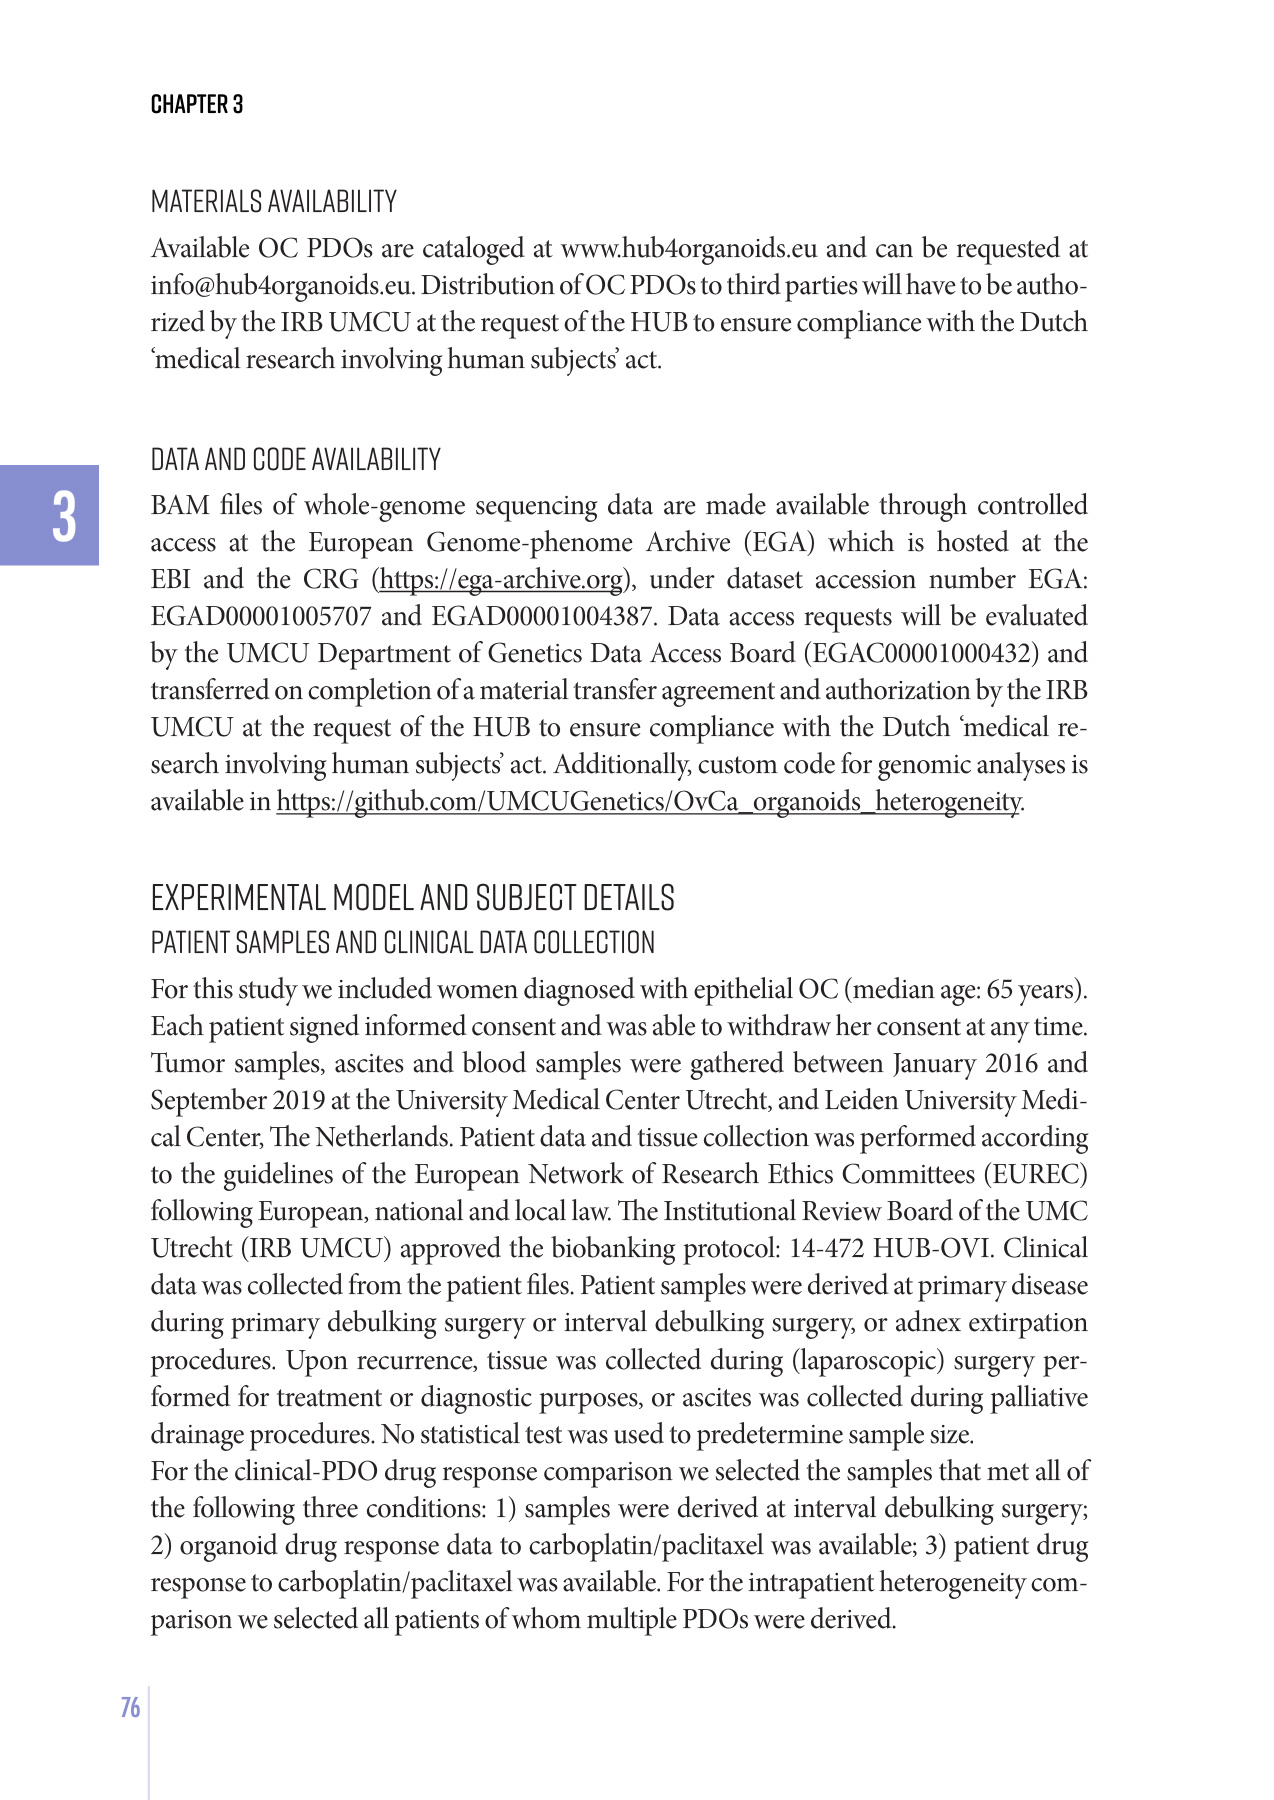 CHAPTER 3
MATERIALS AVAILABILITY
Available OC PDOs are cataloged at www.hub4organoids.eu and can be requested at
info@hub4organoids.eu. Distribution of OC PDOs to third parties will have to be autho-
rized by the IRB UMCU at the request of the HUB to ensure compliance with the Dutch
‘medical research involving human subjects’ act.
DATA AND CODE AVAILABILITY
3
BAM files of whole-genome sequencing data are made available through controlled
access at the European Genome-phenome Archive (EGA) which is hosted at the
EBI and the CRG (https://ega-archive.org), under dataset accession number EGA:
EGAD00001005707 and EGAD00001004387. Data access requests will be evaluated
by the UMCU Department of Genetics Data Access Board (EGAC00001000432) and
transferred on completion of a material transfer agreement and authorization by the IRB
UMCU at the request of the HUB to ensure compliance with the Dutch ‘medical re-
search involving human subjects’ act. Additionally, custom code for genomic analyses is
available in https://github.com/UMCUGenetics/OvCa_organoids_heterogeneity.
EXPERIMENTAL MODEL AND SUBJECT DETAILS
PATIENT SAMPLES AND CLINICAL DATA COLLECTION
For this study we included women diagnosed with epithelial OC (median age: 65 years).
Each patient signed informed consent and was able to withdraw her consent at any time.
Tumor samples, ascites and blood samples were gathered between January 2016 and
September 2019 at the University Medical Center Utrecht, and Leiden University Medi-
cal Center, The Netherlands. Patient data and tissue collection was performed according
to the guidelines of the European Network of Research Ethics Committees (EUREC)
following European, national and local law. The Institutional Review Board of the UMC
Utrecht (IRB UMCU) approved the biobanking protocol: 14-472 HUB-OVI. Clinical
data was collected from the patient files. Patient samples were derived at primary disease
during primary debulking surgery or interval debulking surgery, or adnex extirpation
procedures. Upon recurrence, tissue was collected during (laparoscopic) surgery per-
formed for treatment or diagnostic purposes, or ascites was collected during palliative
drainage procedures. No statistical test was used to predetermine sample size.
For the clinical-PDO drug response comparison we selected the samples that met all of
the following three conditions: 1) samples were derived at interval debulking surgery;
2) organoid drug response data to carboplatin/paclitaxel was available; 3) patient drug
response to carboplatin/paclitaxel was available. For the intrapatient heterogeneity com-
parison we selected all patients of whom multiple PDOs were derived.
76